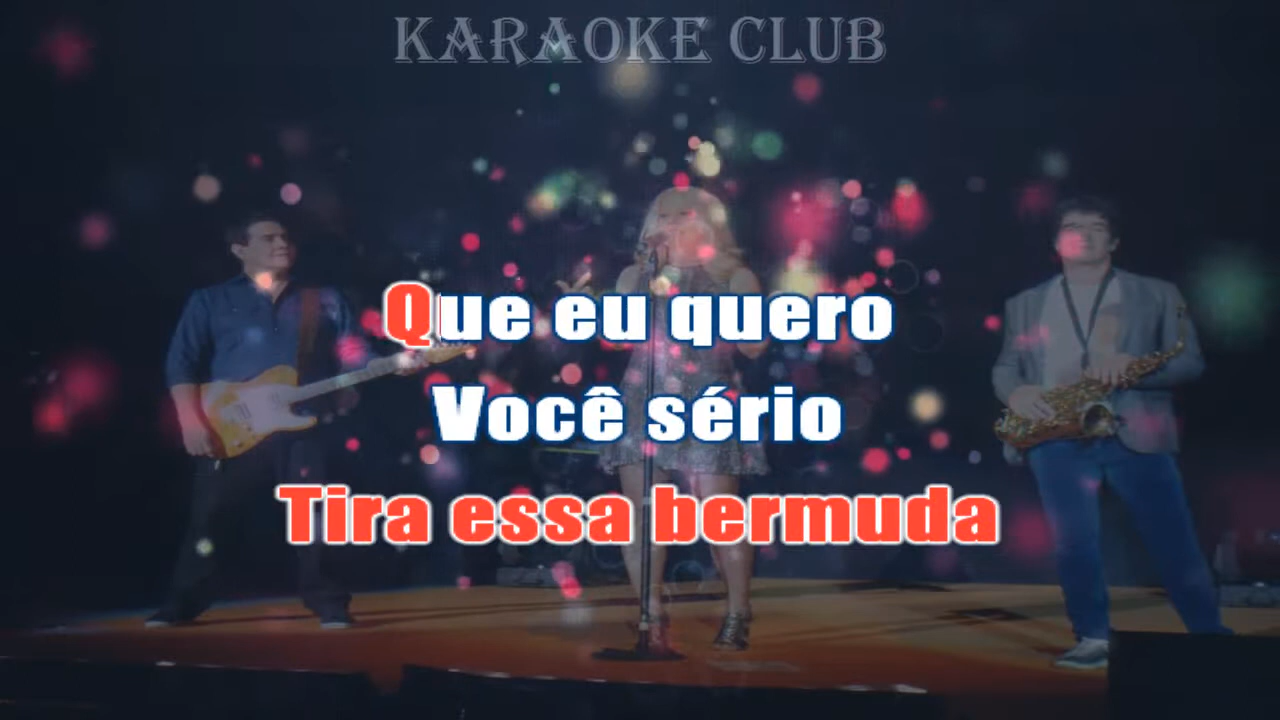 KARAOKE CLUB
Que eu quero
Você sério
Tira essa bermuda